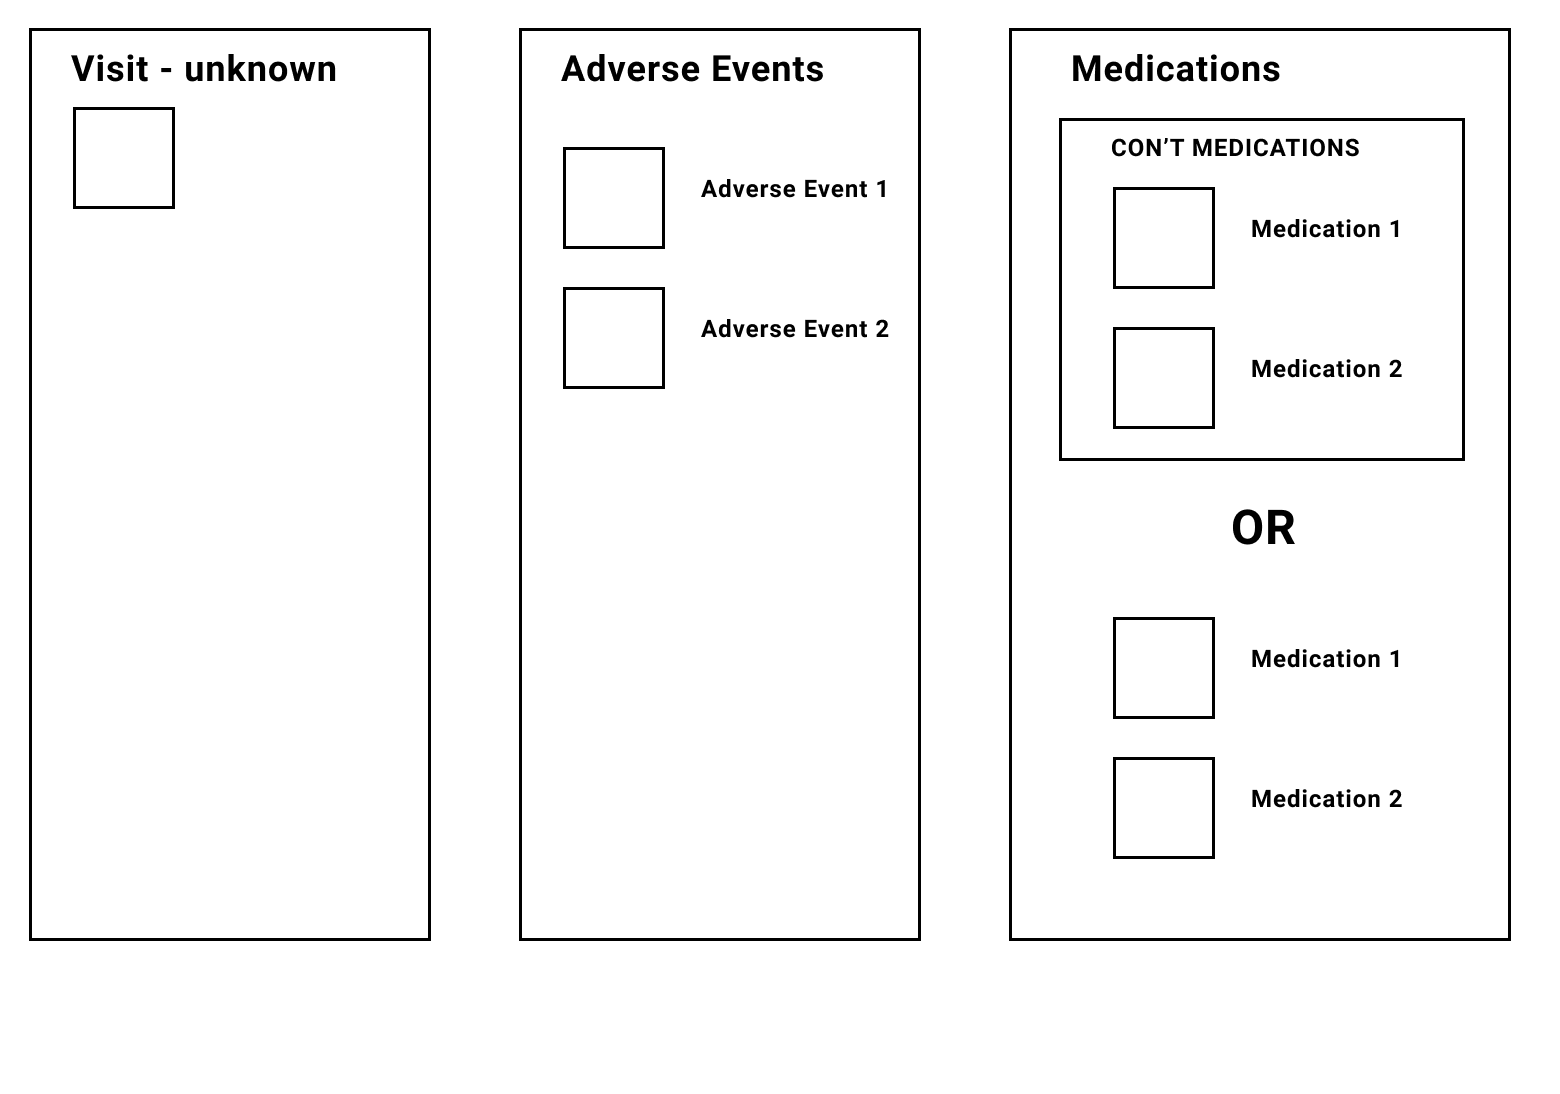 Visit - unknown
Adverse Events
Adverse Event 1
Adverse Event 2
Medications
CON’T MEDICATIONS
Medication 1
Medication 2
OR
Medication 1
Medication 2